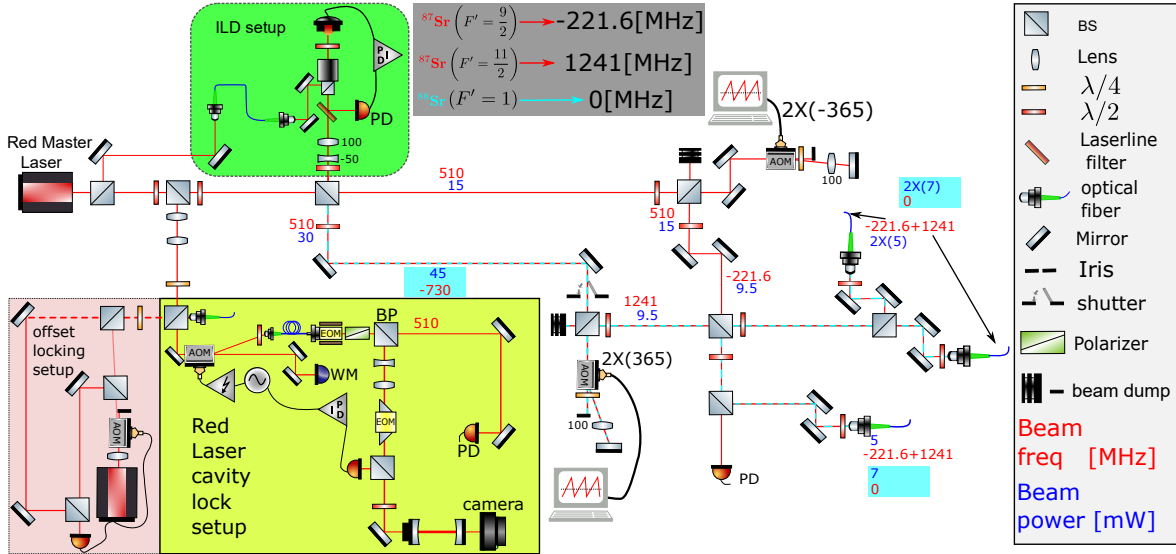 ILD setup
P
I
D
PD
100
-50
⁸⁷Sr (F' = 9/2) → -221.6[MHz]
⁸⁷Sr (F' = 11/2) → 1241[MHz]
⁸⁸Sr (F' = 1) → 0[MHz]
Red Master
Laser
510
15
2X(-365)
AOM
100
510
30
510
15
2X(7)
0
-221.6+1241
2X(5)
45
-730
-221.6
9.5
1241
9.5
offset
locking
setup
AOM
AOM
EOM
BP
510
WM
P
I
D
EOM
PD
Red
Laser
cavity
lock
setup
camera
2X(365)
AOM
100
PD
5
-221.6+1241
7
0
BS
Lens
λ/4
λ/2
Laserline
filter
optical
fiber
Mirror
Iris
shutter
Polarizer
beam dump
Beam
freq [MHz]
Beam
power [mW]